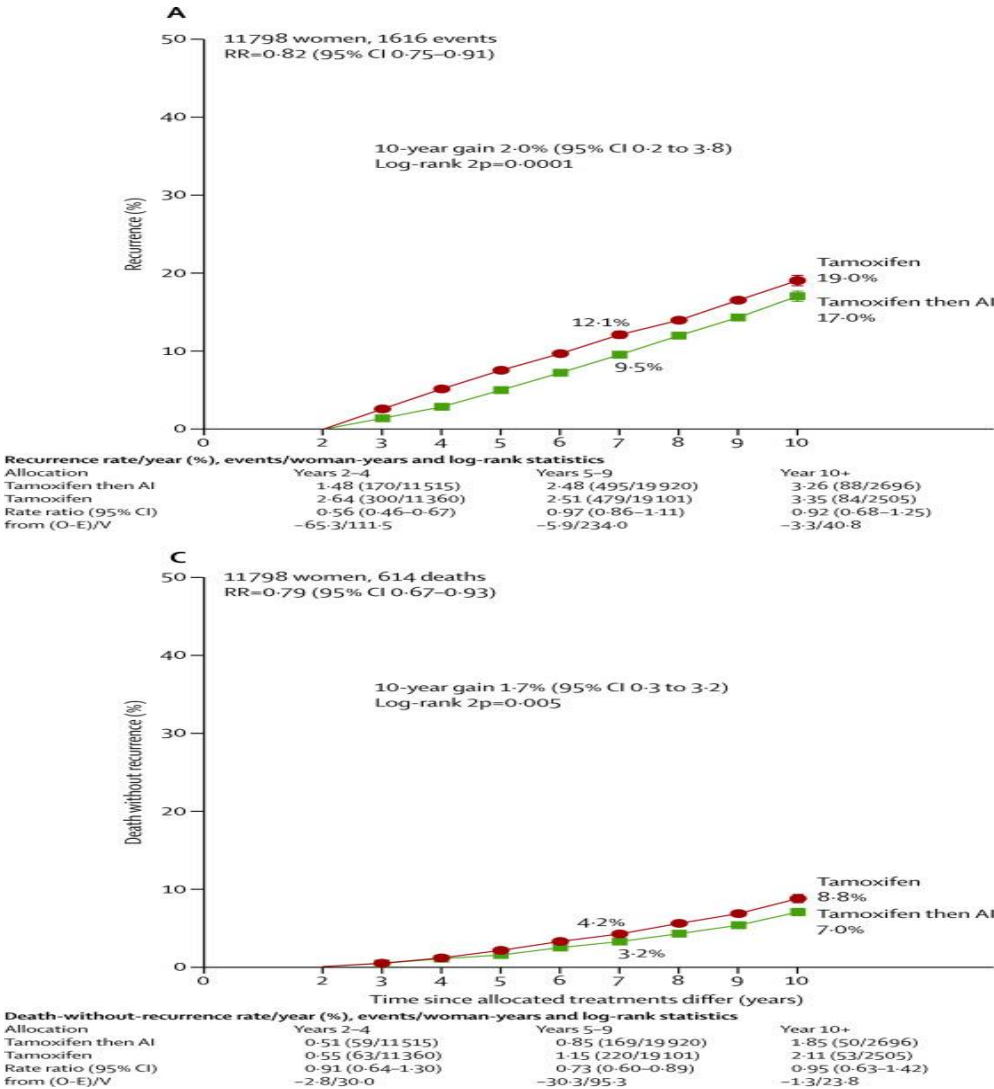 A
50
11798 women, 1616 events
RR=0·82 (95% CI 0·75–0·91)
40
10-year gain 2·0% (95% CI 0·2 to 3·8)
Log-rank 2p=0·0001
30
Recurrence (%)
20
Tamoxifen
19·0%
Tamoxifen then AI
17·0%
12·1%
10
9·5%
0
0 2 3 4 5 6 7 8 9 10
Recurrence rate/year (%), events/woman-years and log-rank statistics
Allocation Years 2–4 Years 5–9 Year 10+
Tamoxifen then AI 1·48 (170/11515) 2·48 (495/19920) 3·26 (88/2696)
Tamoxifen 2·64 (300/11360) 2·51 (479/19101) 3·35 (84/2505)
Rate ratio (95% CI) 0·56 (0·46–0·67) 0·97 (0·86–1·11) 0·92 (0·68–1·25)
from (O–E)/V –65·3/111·5 –5·9/234·0 –3·3/40·8
C
50
11798 women, 614 deaths
RR=0·79 (95% CI 0·67–0·93)
40
10-year gain 1·7% (95% CI 0·3 to 3·2)
Log-rank 2p=0·005
30
Death without recurrence (%)
20
10
Tamoxifen
8·8%
Tamoxifen then AI
7·0%
4·2%
3·2%
0
0 2 3 4 5 6 7 8 9 10
Time since allocated treatments differ (years)
Death-without-recurrence rate/year (%), events/woman-years and log-rank statistics
Allocation Years 2–4 Years 5–9 Year 10+
Tamoxifen then AI 0·51 (59/11515) 0·85 (169/19920) 1·85 (50/2696)
Tamoxifen 0·55 (63/11360) 1·15 (220/19101) 2·11 (53/2505)
Rate ratio (95% CI) 0·91 (0·64–1·30) 0·73 (0·60–0·89) 0·95 (0·63–1·42)
from (O–E)/V –2·8/30·0 –30·3/95·3 –1·3/23·8